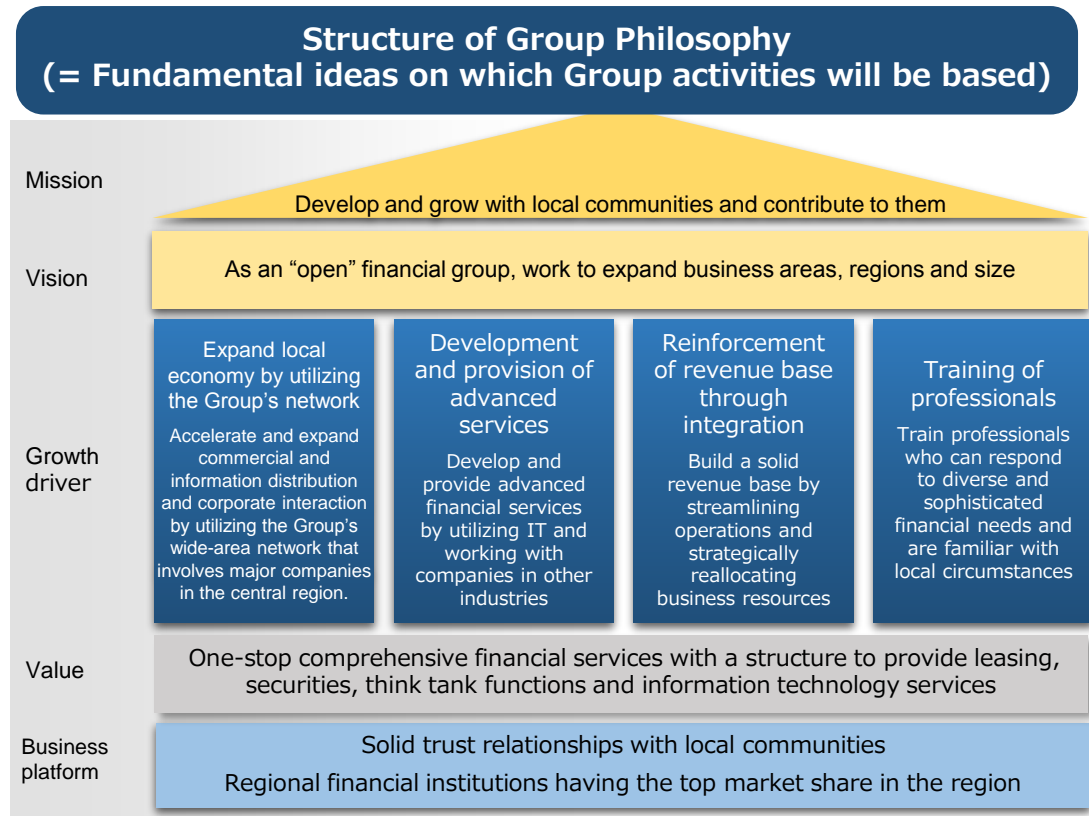 Structure of Group Philosophy
(= Fundamental ideas on which Group activities will be based)
Mission
Develop and grow with local communities and contribute to them
Vision
As an “open” financial group, work to expand business areas, regions and size
Growth
driver
Expand local
economy by utilizing
the Group’s network
Accelerate and expand
commercial and
information distribution
and corporate interaction
by utilizing the Group’s
wide-area network that
involves major companies
in the central region.
Development
and provision of
advanced
services
Develop and
provide advanced
financial services
by utilizing IT and
working with
companies in other
industries
Reinforcement
of revenue base
through
integration
Build a solid
revenue base by
streamlining
operations and
strategically
reallocating
business resources
Training of
professionals
Train professionals
who can respond
to diverse and
sophisticated
financial needs and
are familiar with
local circumstances
Value
One-stop comprehensive financial services with a structure to provide leasing,
securities, think tank functions and information technology services
Business
platform
Solid trust relationships with local communities
Regional financial institutions having the top market share in the region